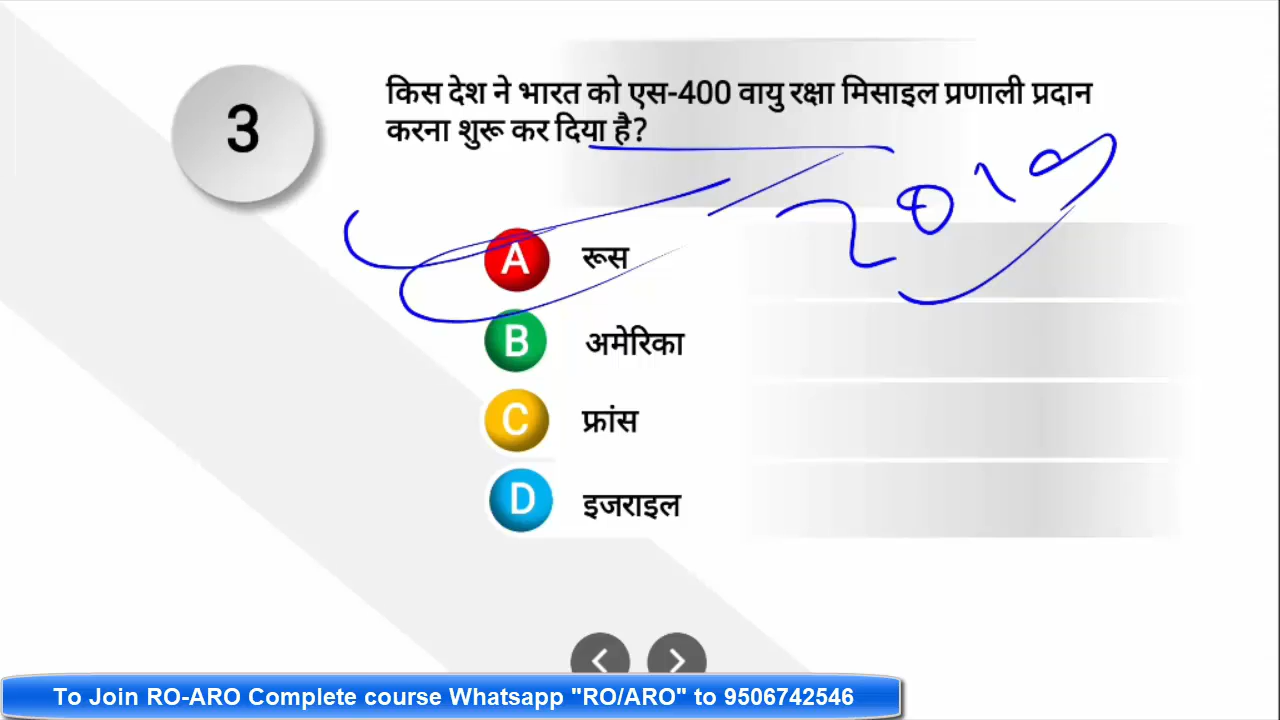 3
किस देश ने भारत को एस-400 वायु रक्षा मिसाइल प्रणाली प्रदान
करना शुरू कर दिया है?
A रूस
B अमेरिका
C फ्रांस
D इजराइल
To Join RO-ARO Complete course Whatsapp "RO/ARO" to 9506742546